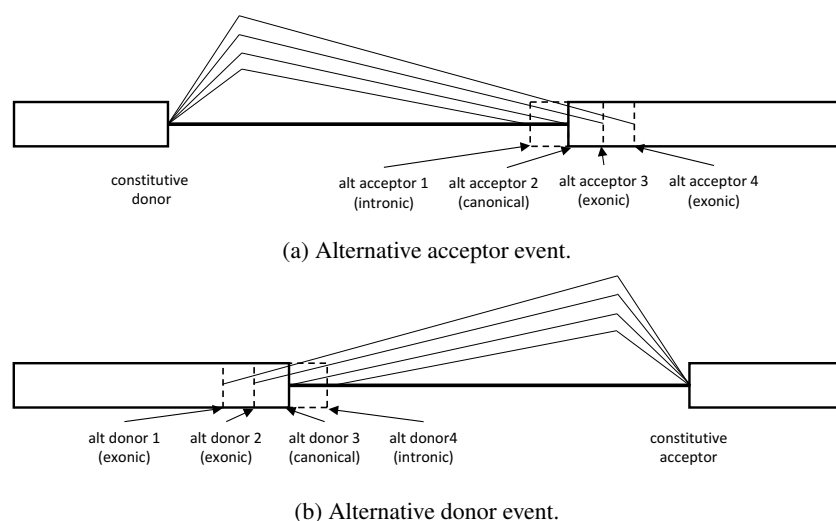 constitutive
donor
alt acceptor 1
(intronic)
alt acceptor 2
(canonical)
alt acceptor 3
(exonic)
alt acceptor 4
(exonic)
(a) Alternative acceptor event.
alt donor 1
(exonic)
alt donor 2
(exonic)
alt donor 3
(canonical)
alt donor4
(intronic)
constitutive
acceptor
(b) Alternative donor event.